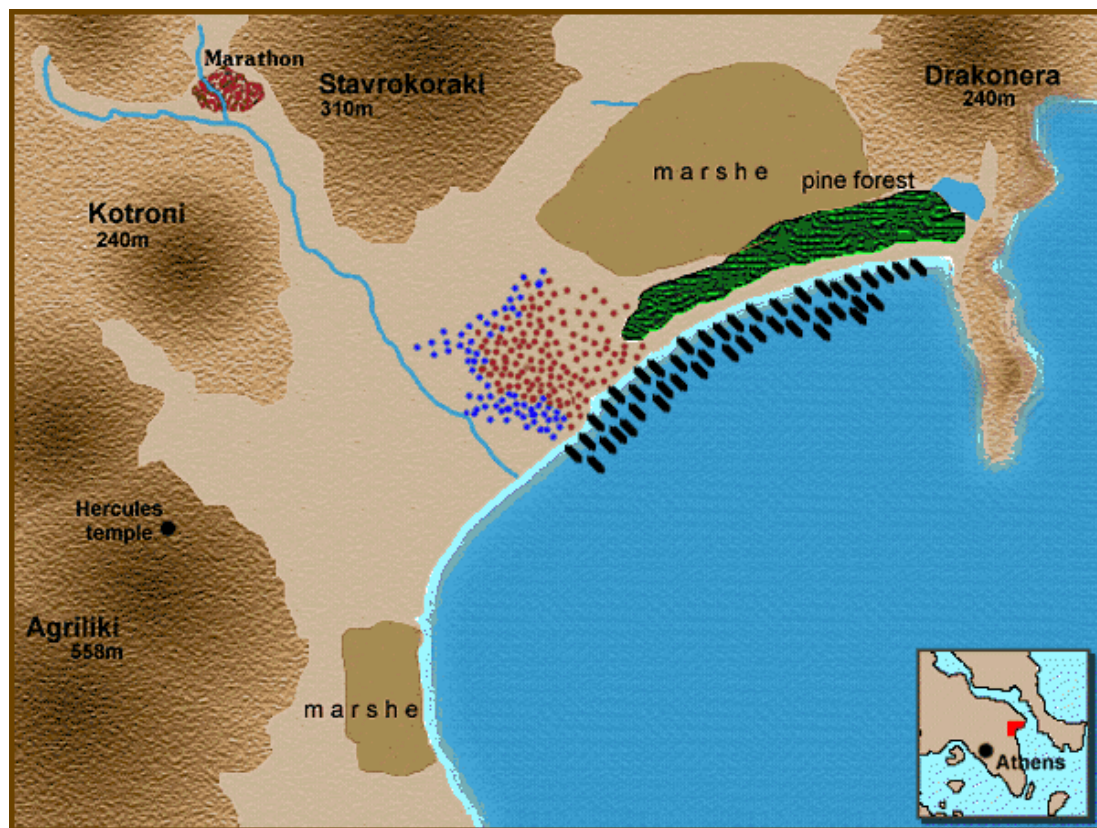 Marathon
Stavrokoraki
310m
Drakonera
240m
marshe
pine forest
Kotroni
240m
Hercules
temple
Agriliki
558m
marshe
Athens